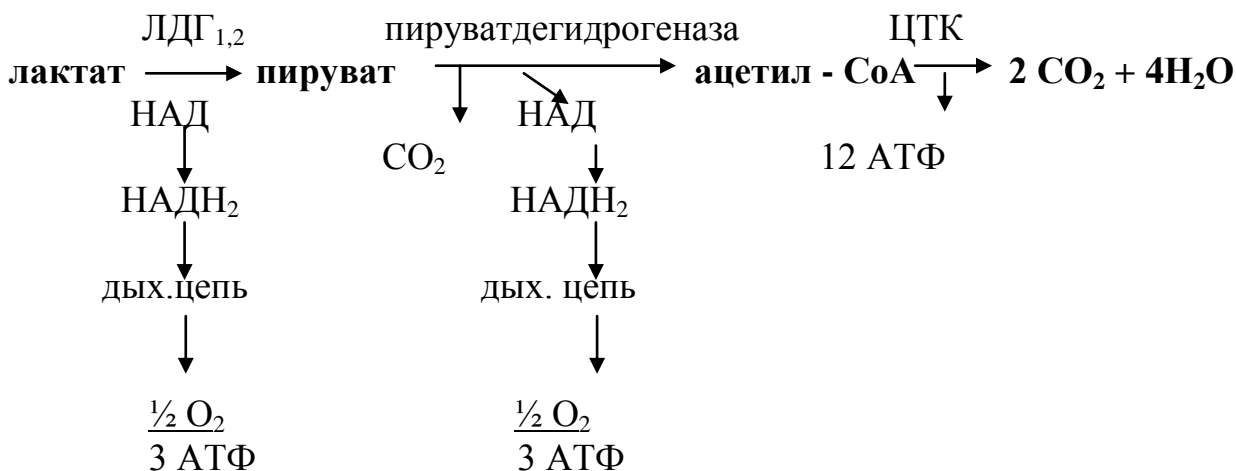 ЛДГ₁,₂ пируватдегидрогеназа ЦТК
лактат пируват ацетил - СоА 2 CO₂ + 4H₂O
НАД НАД
CO₂ 12 АТФ
НАДН₂ НАДН₂
дых.цепь дых. цепь
½ O₂ ½ O₂
3 АТФ 3 АТФ